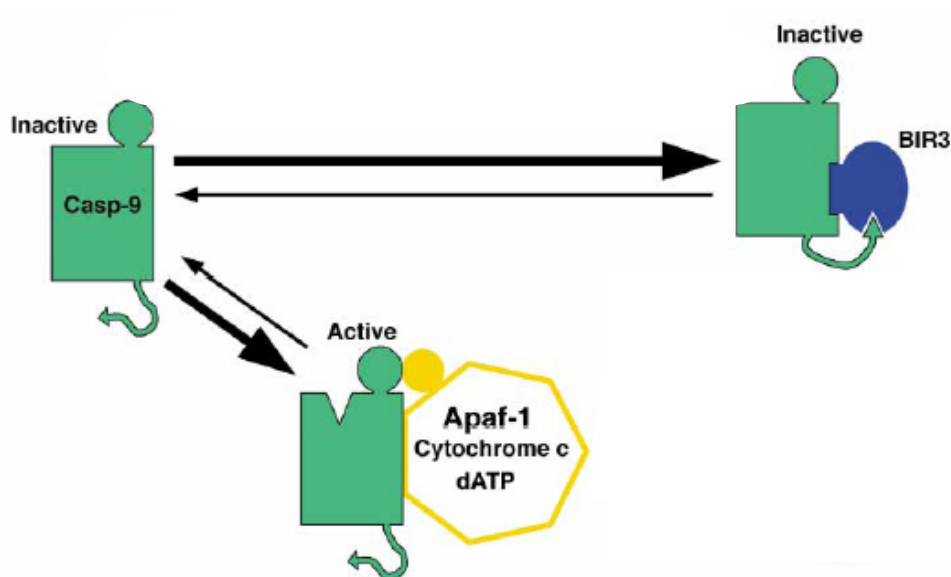 Inactive
BIR3
Inactive
Casp-9
Active
Apaf-1
Cytochrome c
dATP